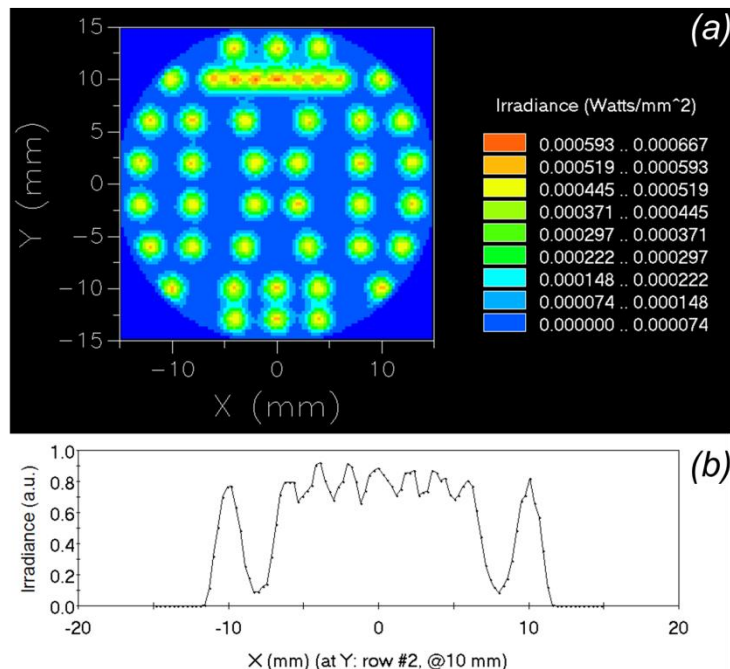 (a)
15
10
5
0
−5
−10
−15
Y (mm)
−10 0 10
X (mm)
Irradiance (Watts/mm^2)
0.000593 .. 0.000667
0.000519 .. 0.000593
0.000445 .. 0.000519
0.000371 .. 0.000445
0.000297 .. 0.000371
0.000222 .. 0.000297
0.000148 .. 0.000222
0.000074 .. 0.000148
0.000000 .. 0.000074
(b)
Irradiance (a.u.)
1.0
0.8
0.6
0.4
0.2
0.0
-20 -10 0 10 20
X (mm) (at Y: row #2, @10 mm)